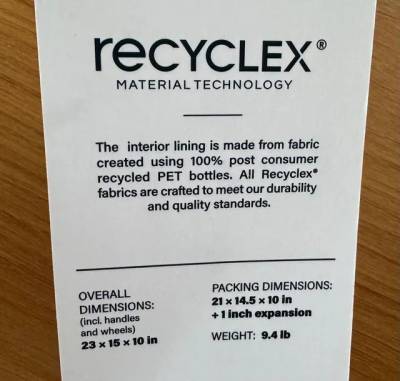 recyclex®
MATERIAL TECHNOLOGY
The interior lining is made from fabric
created using 100% post consumer
recycled PET bottles. All Recyclex®
fabrics are crafted to meet our durability
and quality standards.
OVERALL
DIMENSIONS:
(incl. handles
and wheels)
23 x 15 x 10 in
PACKING DIMENSIONS:
21 x 14.5 x 10 in
+ 1 inch expansion
WEIGHT: 9.4 lb